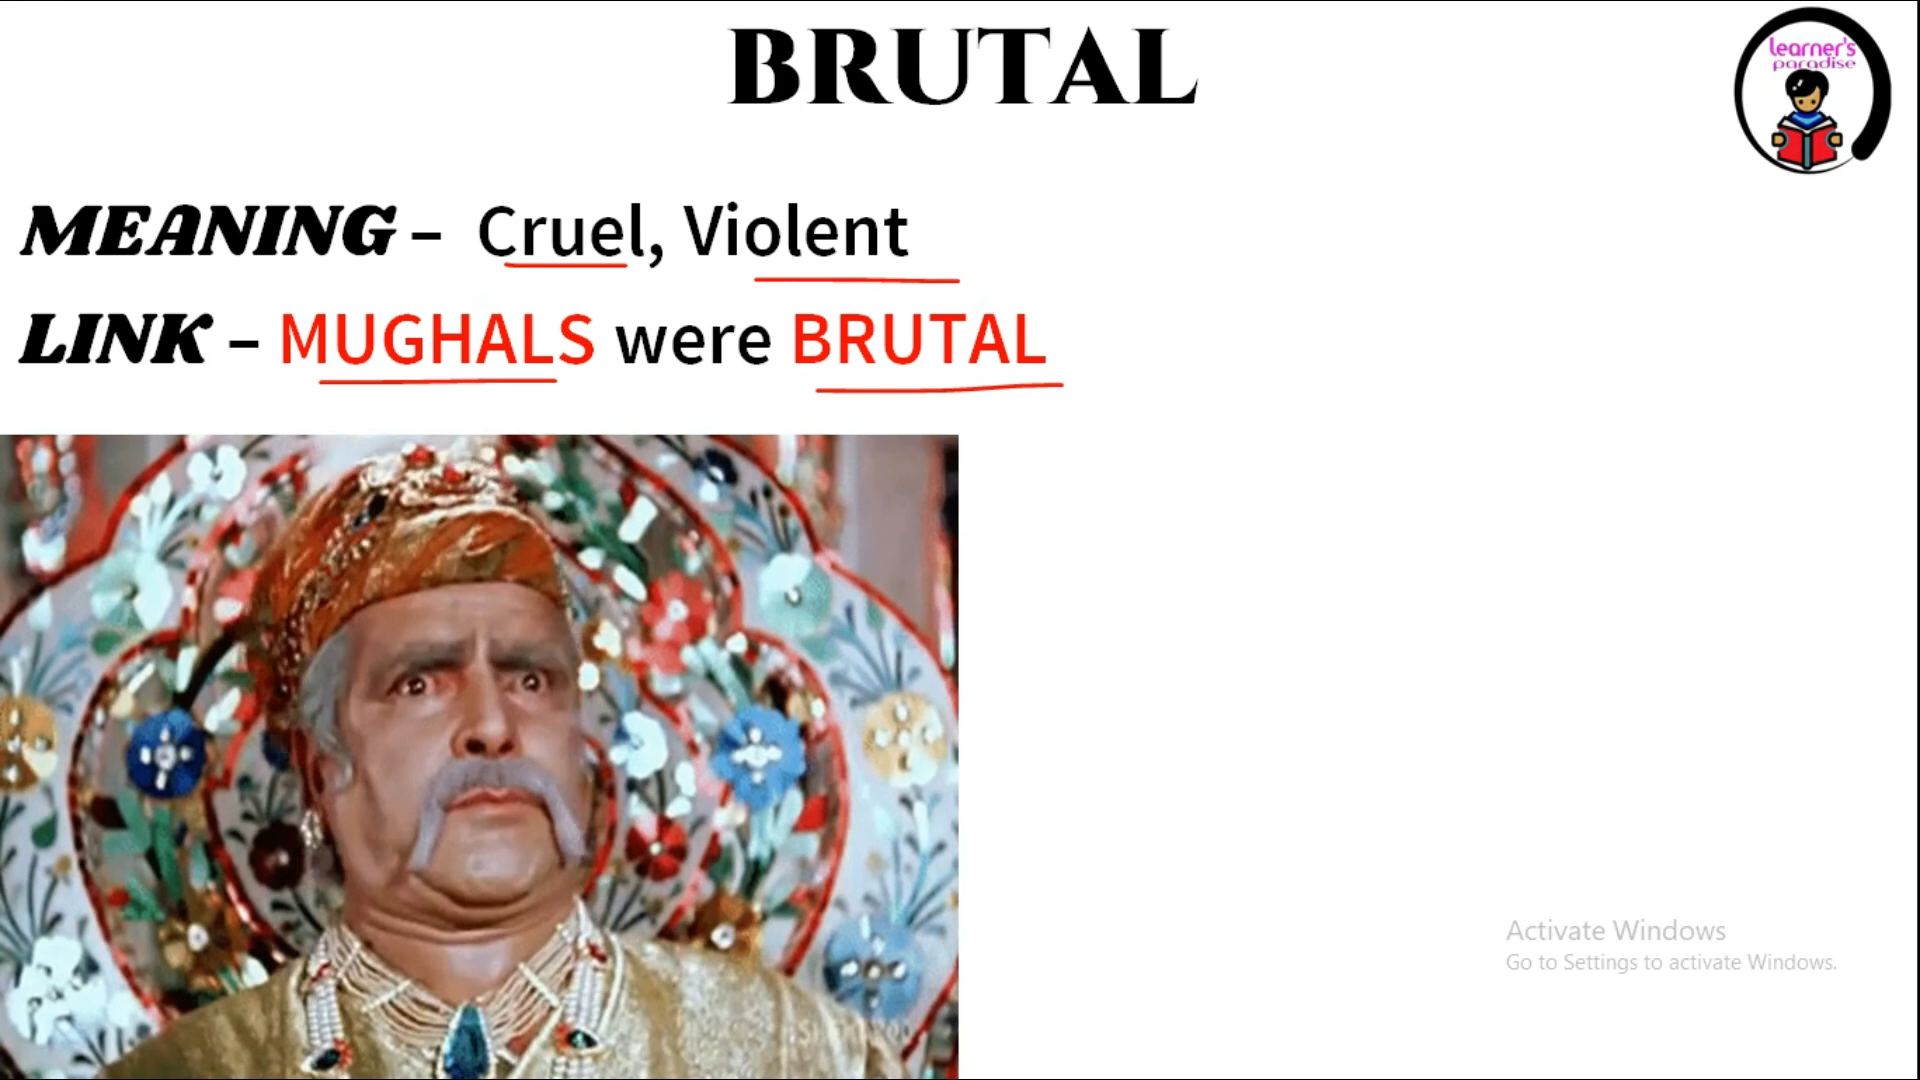 BRUTAL
learner's
paradise
MEANING – Cruel, Violent
LINK – MUGHALS were BRUTAL
Activate Windows
Go to Settings to activate Windows.